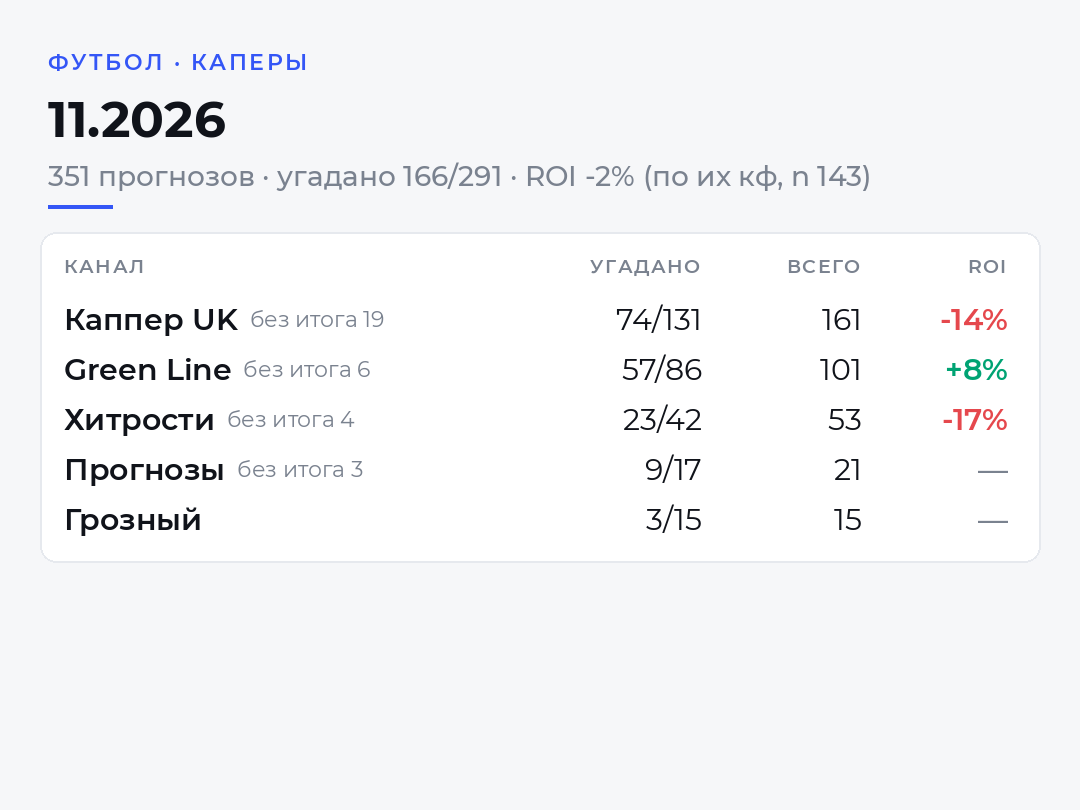 ФУТБОЛ · КАПЕРЫ
11.2026
351 прогнозов · угадано 166/291 · ROI -2% (по их кф, n 143)
КАНАЛ УГАДАНО ВСЕГО ROI
Каппер UK без итога 19 74/131 161 -14%
Green Line без итога 6 57/86 101 +8%
Хитрости без итога 4 23/42 53 -17%
Прогнозы без итога 3 9/17 21 —
Грозный 3/15 15 —